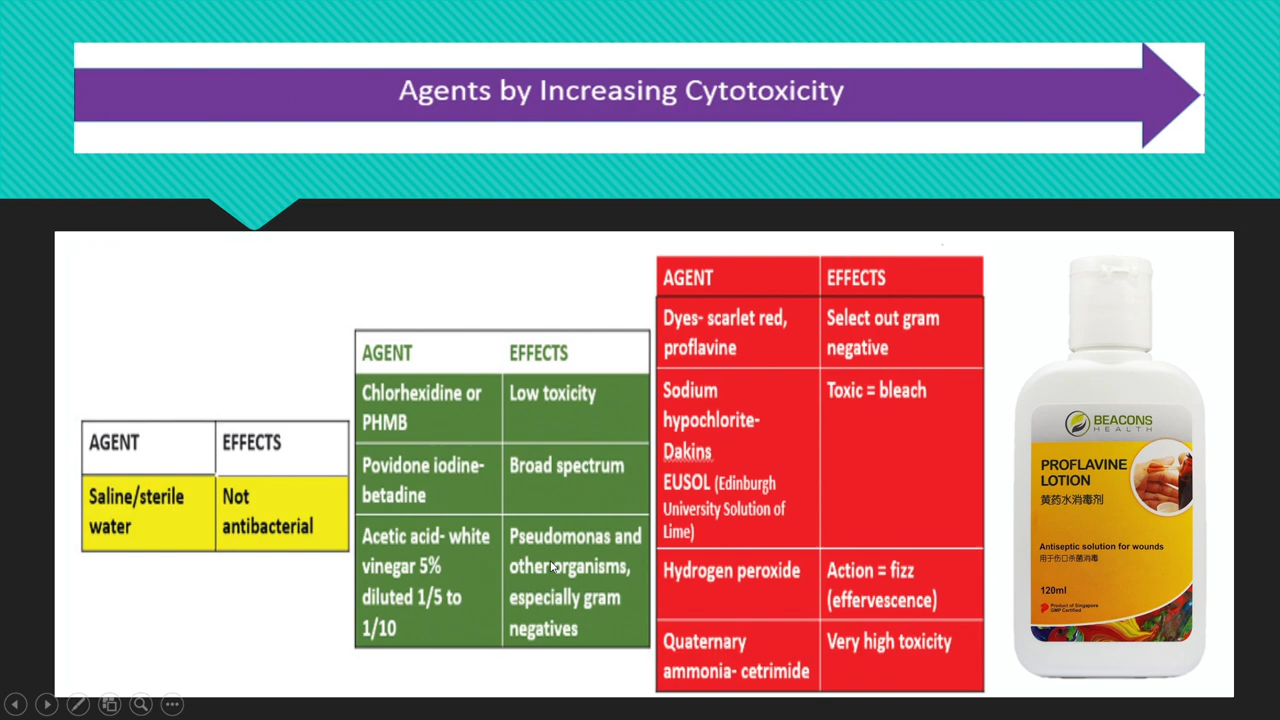 Agents by Increasing Cytotoxicity
AGENT
EFFECTS
Saline/sterile
water
Not
antibacterial
AGENT
EFFECTS
Chlorhexidine or
PHMB
Low toxicity
Povidone iodine-
betadine
Broad spectrum
Acetic acid- white
vinegar 5%
diluted 1/5 to
1/10
Pseudomonas and
other organisms,
especially gram
negatives
AGENT
EFFECTS
Dyes- scarlet red,
proflavine
Select out gram
negative
Sodium
hypochlorite-
Dakins
EUSOL (Edinburgh
University Solution of
Lime)
Toxic = bleach
Hydrogen peroxide
Action = fizz
(effervescence)
Quaternary
ammonia- cetrimide
Very high toxicity
BEACONS
HEALTH
PROFLAVINE
LOTION
黄药水消毒剂
Antiseptic solution for wounds
用于伤口杀菌消毒
120ml
Product of Singapore
GMP Certified